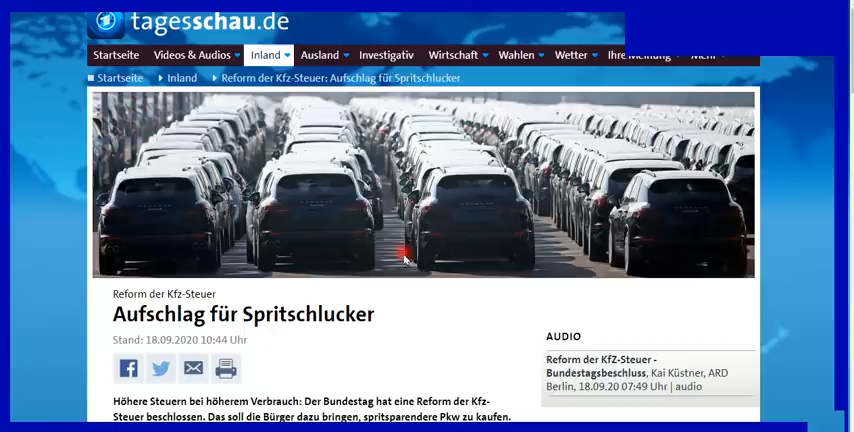 tagesschau.de
Startseite Videos & Audios Inland Ausland Investigativ Wirtschaft Wahlen Wetter Ihre Meinung
Startseite Inland Reform der Kfz-Steuer: Aufschlag für Spritschlucker
Reform der Kfz-Steuer
Aufschlag für Spritschlucker
Stand: 18.09.2020 10:44 Uhr
Höhere Steuern bei höherem Verbrauch: Der Bundestag hat eine Reform der Kfz-
Steuer beschlossen. Das soll die Bürger dazu bringen, spritsparendere Pkw zu kaufen.
AUDIO
Reform der KfZ-Steuer -
Bundestagsbeschluss, Kai Küstner, ARD
Berlin, 18.09.20 07:49 Uhr | audio